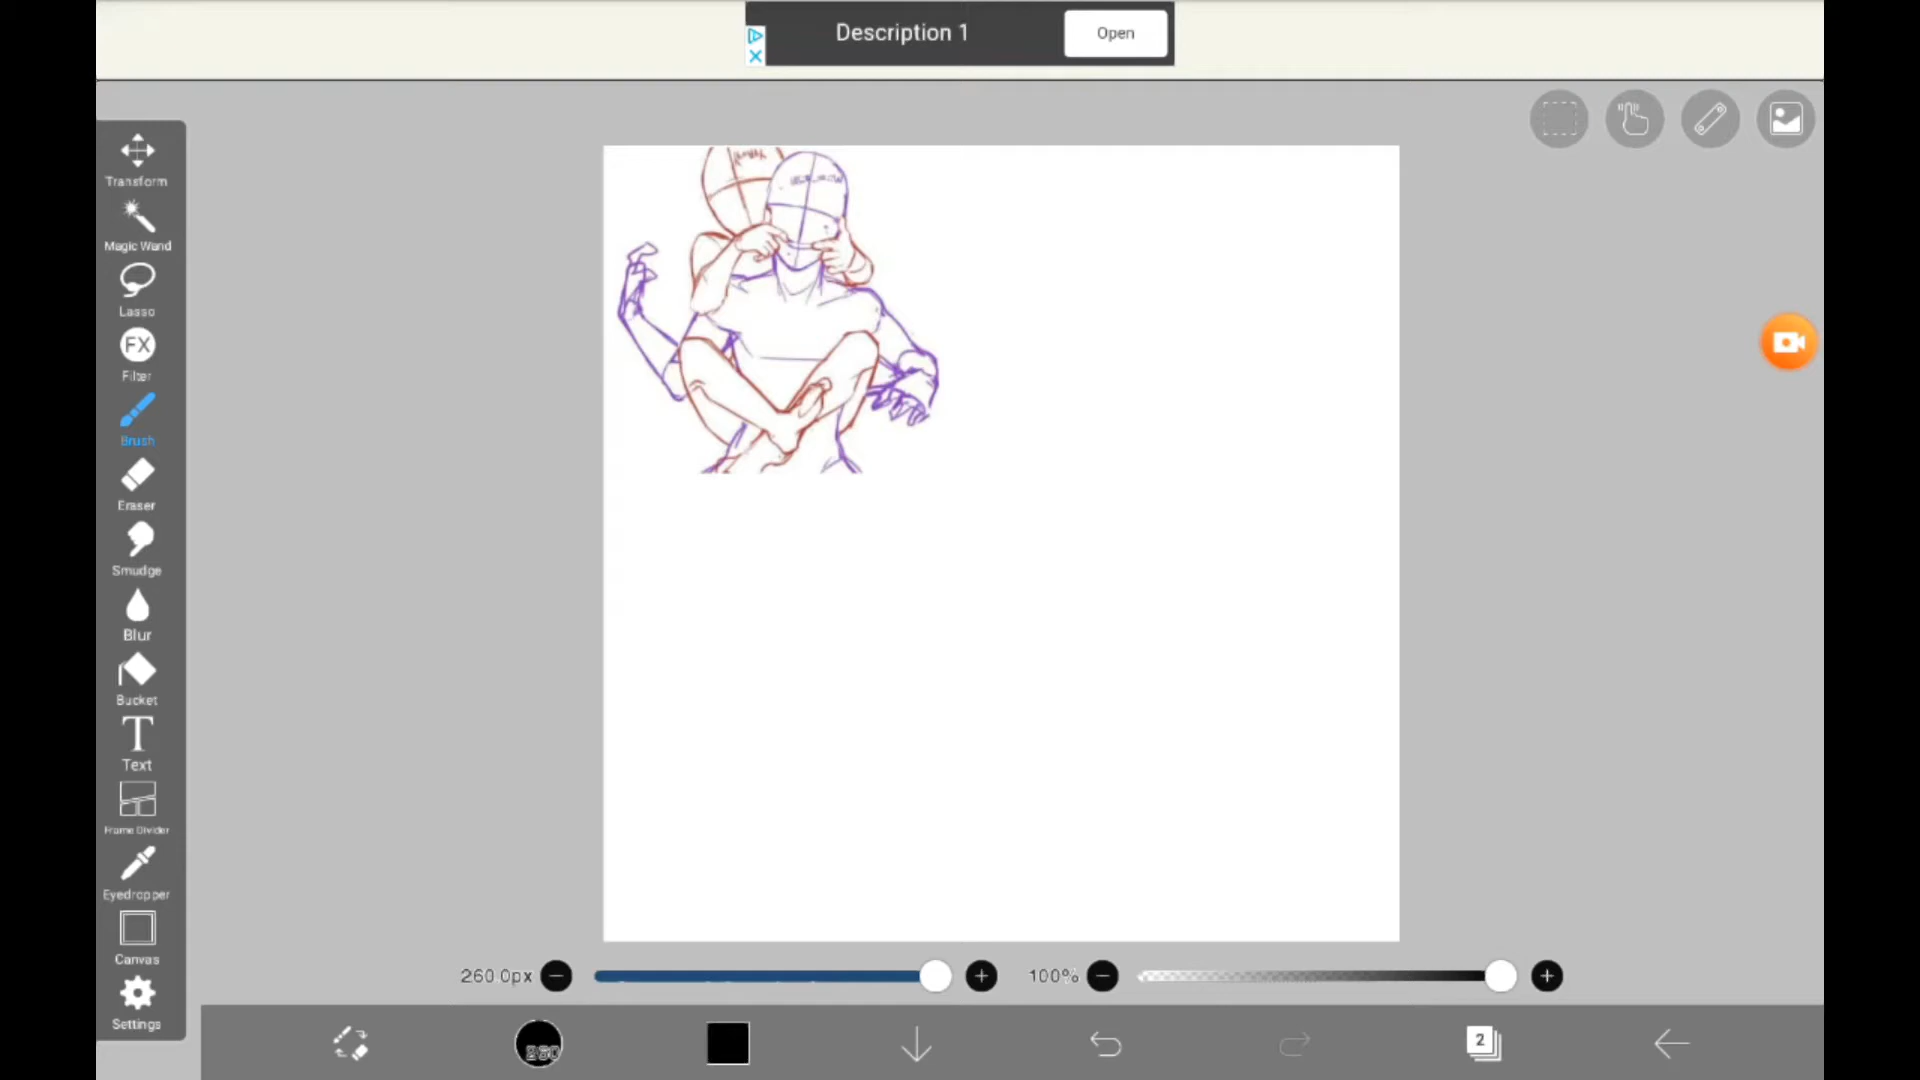 Description 1
Open
Transform
Magic Wand
Lasso
FX
Filter
Brush
Eraser
Smudge
Blur
Bucket
T
Text
Frame Divider
Eyedropper
Canvas
Settings
260.0px
100%
260
2